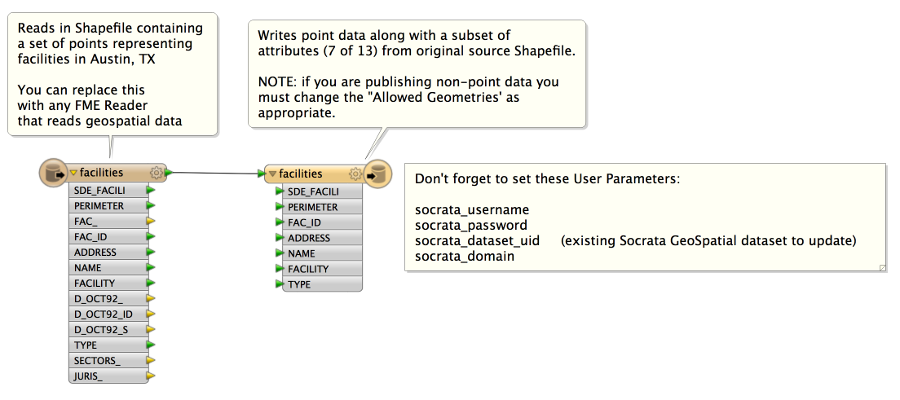 Reads in Shapefile containing
a set of points representing
facilities in Austin, TX
You can replace this
with any FME Reader
that reads geospatial data
Writes point data along with a subset of
attributes (7 of 13) from original source Shapefile.
NOTE: if you are publishing non-point data you
must change the "Allowed Geometries' as
appropriate.
facilities
SDE_FACILI
PERIMETER
FAC_
FAC_ID
ADDRESS
NAME
FACILITY
D_OCT92_
D_OCT92_ID
D_OCT92_S
TYPE
SECTORS_
JURIS_
facilities
SDE_FACILI
PERIMETER
FAC_ID
ADDRESS
NAME
FACILITY
TYPE
Don't forget to set these User Parameters:
socrata_username
socrata_password
socrata_dataset_uid (existing Socrata GeoSpatial dataset to update)
socrata_domain